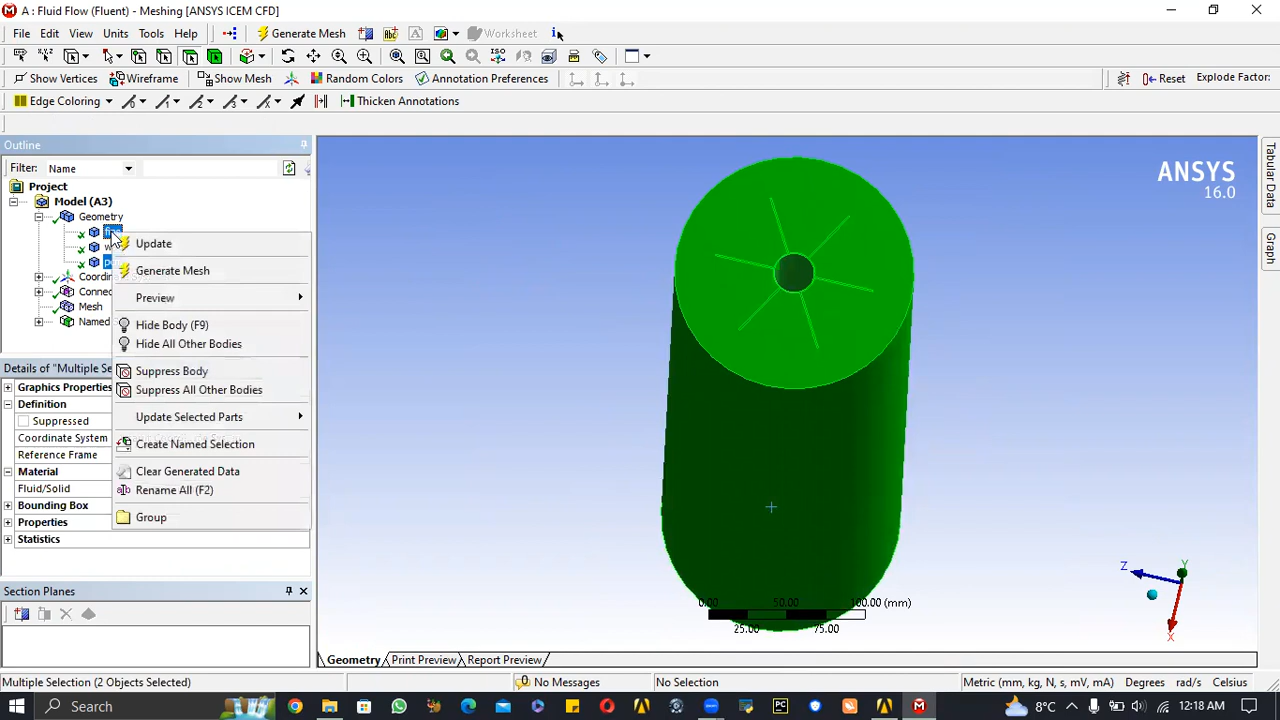 A : Fluid Flow (Fluent) - Meshing [ANSYS ICEM CFD]
File Edit View Units Tools Help Generate Mesh Worksheet
Show Vertices Wireframe Show Mesh Random Colors Annotation Preferences Reset Explode Factor:
Edge Coloring Thicken Annotations
Outline
Filter: Name
Project
Model (A3)
Geometry
Coordin
Connec
Mesh
Named
Update
Generate Mesh
Preview
Hide Body (F9)
Hide All Other Bodies
Suppress Body
Suppress All Other Bodies
Update Selected Parts
Create Named Selection
Clear Generated Data
Rename All (F2)
Group
Details of "Multiple Se
Graphics Properties
Definition
Suppressed
Coordinate System
Reference Frame
Material
Fluid/Solid
Bounding Box
Properties
Statistics
Section Planes
ANSYS
16.0
Tabular Data
Graph
Z
Y
X
0.00 50.00 100.00 (mm)
25.00 75.00
Geometry Print Preview Report Preview
Multiple Selection (2 Objects Selected) No Messages No Selection Metric (mm, kg, N, s, mV, mA) Degrees rad/s Celsius
Search 8°C 12:18 AM